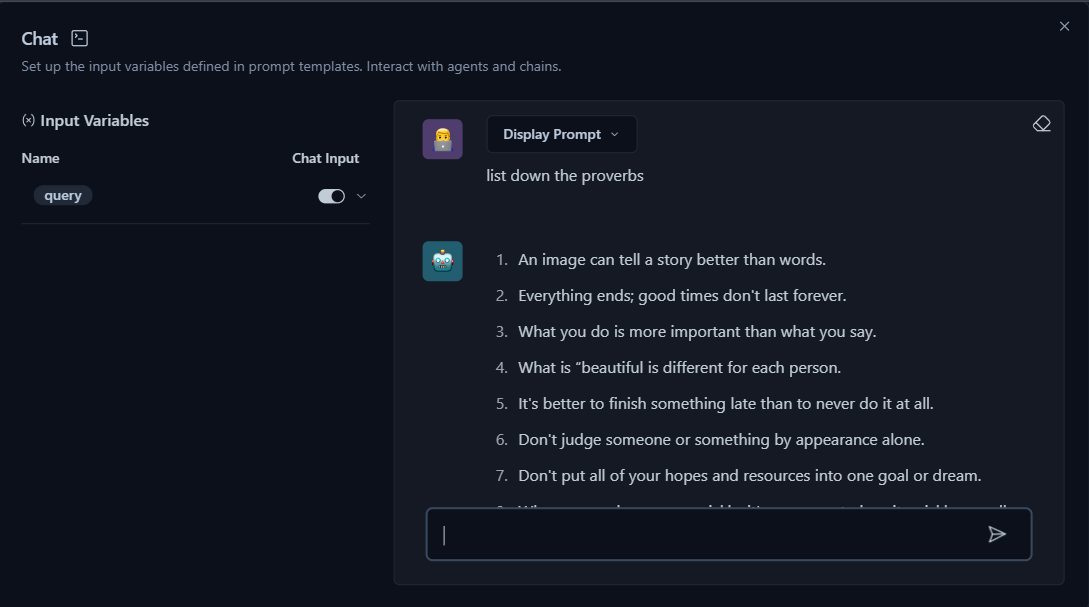 Chat
Set up the input variables defined in prompt templates. Interact with agents and chains.
(x) Input Variables
Name Chat Input
query
Display Prompt
list down the proverbs
1. An image can tell a story better than words.
2. Everything ends; good times don't last forever.
3. What you do is more important than what you say.
4. What is “beautiful is different for each person.
5. It's better to finish something late than to never do it at all.
6. Don't judge someone or something by appearance alone.
7. Don't put all of your hopes and resources into one goal or dream.